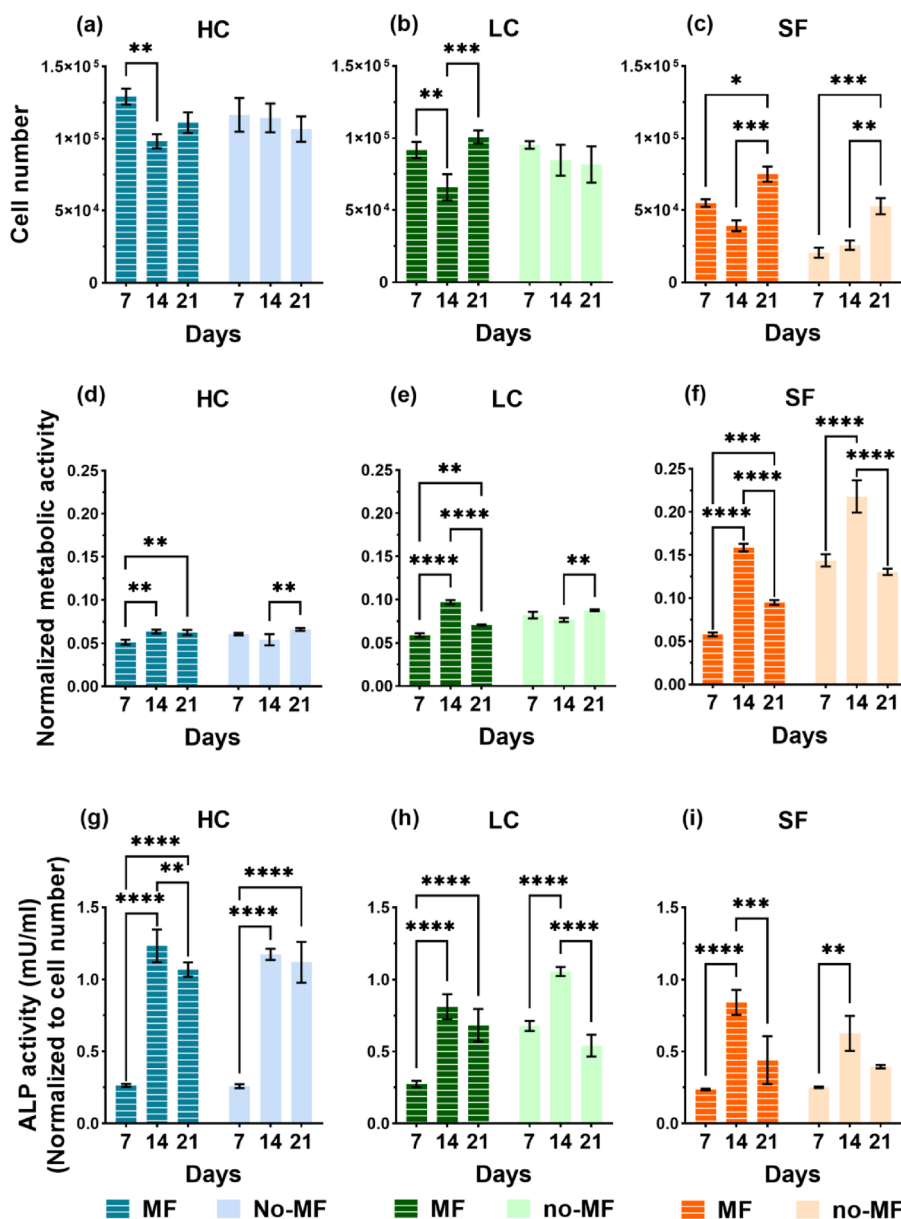 (a) HC (b) LC (c) SF
Cell number
1.5×10⁵ 1.5×10⁵ 1.5×10⁵
1×10⁵ 1×10⁵ 1×10⁵
5×10⁴ 5×10⁴ 5×10⁴
0 0 0
** ** *** * *** *** **
7 14 21 7 14 21 7 14 21 7 14 21 7 14 21 7 14 21
Days Days Days
(d) HC (e) LC (f) SF
Normalized metabolic activity
0.25 0.25 0.25
0.20 0.20 0.20
0.15 0.15 0.15
0.10 0.10 0.10
0.05 0.05 0.05
0.00 0.00 0.00
** ** ** ** **** **** ** *** **** **** **** ****
7 14 21 7 14 21 7 14 21 7 14 21 7 14 21 7 14 21
Days Days Days
(g) HC (h) LC (i) SF
ALP activity (mU/ml)
(Normalized to cell number)
1.5 1.5 1.5
1.0 1.0 1.0
0.5 0.5 0.5
0.0 0.0 0.0
**** ** **** **** **** **** **** **** **** *** **** **
7 14 21 7 14 21 7 14 21 7 14 21 7 14 21 7 14 21
Days Days Days
MF No-MF MF no-MF MF no-MF